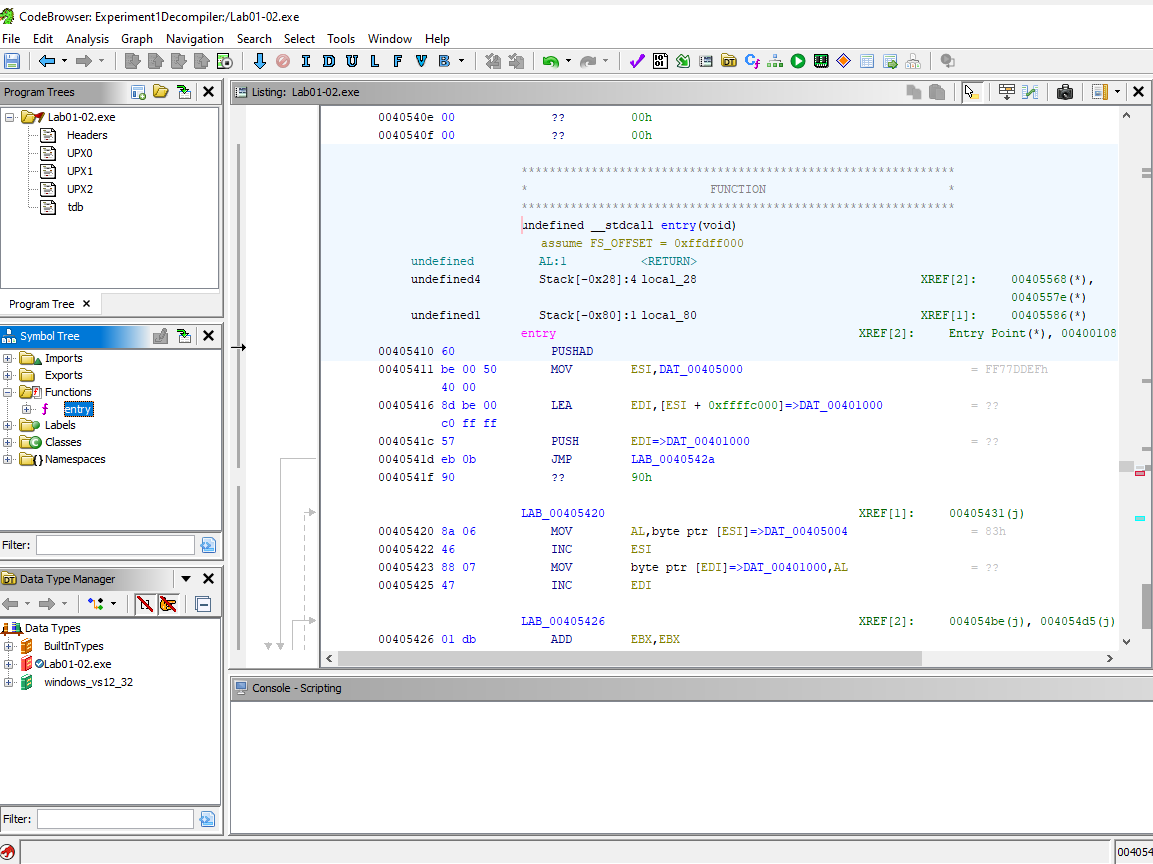 CodeBrowser: Experiment1Decompiler:/Lab01-02.exe
File Edit Analysis Graph Navigation Search Select Tools Window Help
I D U L F V B
Program Trees
Lab01-02.exe
Headers
UPX0
UPX1
UPX2
tdb
Program Tree
Symbol Tree
Imports
Exports
Functions
f entry
Labels
Classes
Namespaces
Filter:
Data Type Manager
Data Types
BuiltInTypes
Lab01-02.exe
windows_vs12_32
Filter:
Listing: Lab01-02.exe
0040540e 00 ?? 00h
0040540f 00 ?? 00h
**************************************************************
* FUNCTION *
**************************************************************
undefined __stdcall entry(void)
assume FS_OFFSET = 0xffdff000
undefined AL:1 <RETURN>
undefined4 Stack[-0x28]:4 local_28 XREF[2]: 00405568(*),
0040557e(*)
undefined1 Stack[-0x80]:1 local_80 XREF[1]: 00405586(*)
entry XREF[2]: Entry Point(*), 00400108
00405410 60 PUSHAD
00405411 be 00 50 MOV ESI,DAT_00405000 = FF77DDEFh
40 00
00405416 8d be 00 LEA EDI,[ESI + 0xffffc000]=>DAT_00401000 = ??
c0 ff ff
0040541c 57 PUSH EDI=>DAT_00401000 = ??
0040541d eb 0b JMP LAB_0040542a
0040541f 90 ?? 90h
LAB_00405420 XREF[1]: 00405431(j)
00405420 8a 06 MOV AL,byte ptr [ESI]=>DAT_00405004 = 83h
00405422 46 INC ESI
00405423 88 07 MOV byte ptr [EDI]=>DAT_00401000,AL = ??
00405425 47 INC EDI
LAB_00405426 XREF[2]: 004054be(j), 004054d5(j)
00405426 01 db ADD EBX,EBX
Console - Scripting
004054